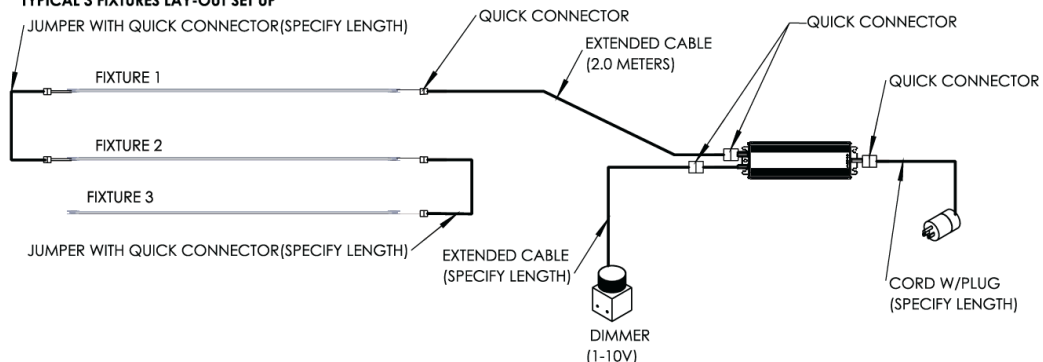 TYPICAL 3 FIXTURES LAY-OUT SET UP
JUMPER WITH QUICK CONNECTOR(SPECIFY LENGTH)
QUICK CONNECTOR
QUICK CONNECTOR
EXTENDED CABLE
(2.0 METERS)
QUICK CONNECTOR
FIXTURE 1
FIXTURE 2
FIXTURE 3
JUMPER WITH QUICK CONNECTOR(SPECIFY LENGTH)
EXTENDED CABLE
(SPECIFY LENGTH)
CORD W/PLUG
(SPECIFY LENGTH)
DIMMER
(1-10V)